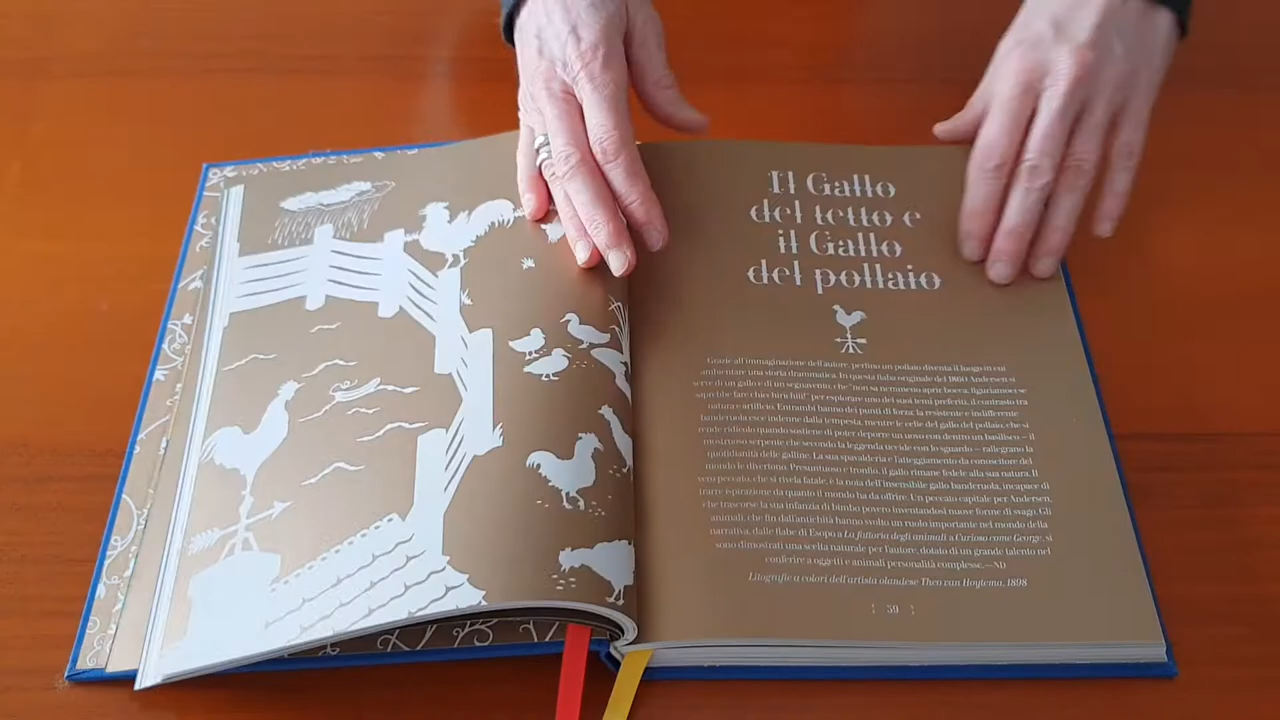 Il Gallo
del tetto e
il Gallo
del pollaio
Grazie all'immaginazione dell'autore, perfino un pollaio diventa il luogo in cui
ambientare una storia drammatica. In questa fiaba originale del 1860 Andersen si
serve di un gallo e di un segnavento, che "non sa nemmeno aprir bocca, figuriamoci se
saprebbe fare chicchirichiii!" per esplorare uno dei suoi temi preferiti, il contrasto tra
natura e artificio. Entrambi hanno dei punti di forza: la resistente e indifferente
banderuola esce indenne dalla tempesta, mentre le celie del gallo del pollaio, che si
rende ridicolo quando sostiene di poter deporre un uovo con dentro un basilisco — il
mostruoso serpente che secondo la leggenda uccide con lo sguardo — rallegrano la
quotidianità delle galline. La sua spavalderia e l'atteggiamento da conoscitore del
mondo le divertono. Presuntuoso e tronfio, il gallo rimane fedele alla sua natura. Il
vero peccato, che si rivela fatale, è la noia dell'insensibile gallo banderuola, incapace di
trarre ispirazione da quanto il mondo ha da offrire. Un peccato capitale per Andersen,
che trascorse la sua infanzia di bimbo povero inventandosi nuove forme di svago. Gli
animali, che fin dall'antichità hanno svolto un ruolo importante nel mondo della
narrativa, dalle fiabe di Esopo a La fattoria degli animali a Curioso come George, si
sono dimostrati una scelta naturale per l'autore, dotato di un grande talento nel
conferire a oggetti e animali personalità complesse.—ND
Litografie a colori dell'artista olandese Theo van Hoytema, 1898
59